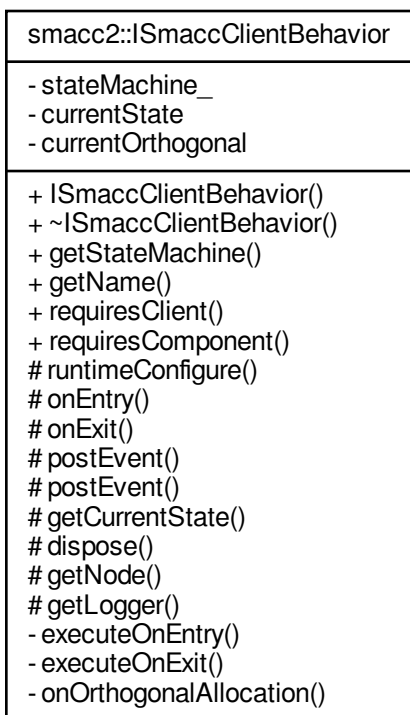 smacc2::ISmaccClientBehavior
- stateMachine_
- currentState
- currentOrthogonal
+ ISmaccClientBehavior()
+ ~ISmaccClientBehavior()
+ getStateMachine()
+ getName()
+ requiresClient()
+ requiresComponent()
# runtimeConfigure()
# onEntry()
# onExit()
# postEvent()
# postEvent()
# getCurrentState()
# dispose()
# getNode()
# getLogger()
- executeOnEntry()
- executeOnExit()
- onOrthogonalAllocation()